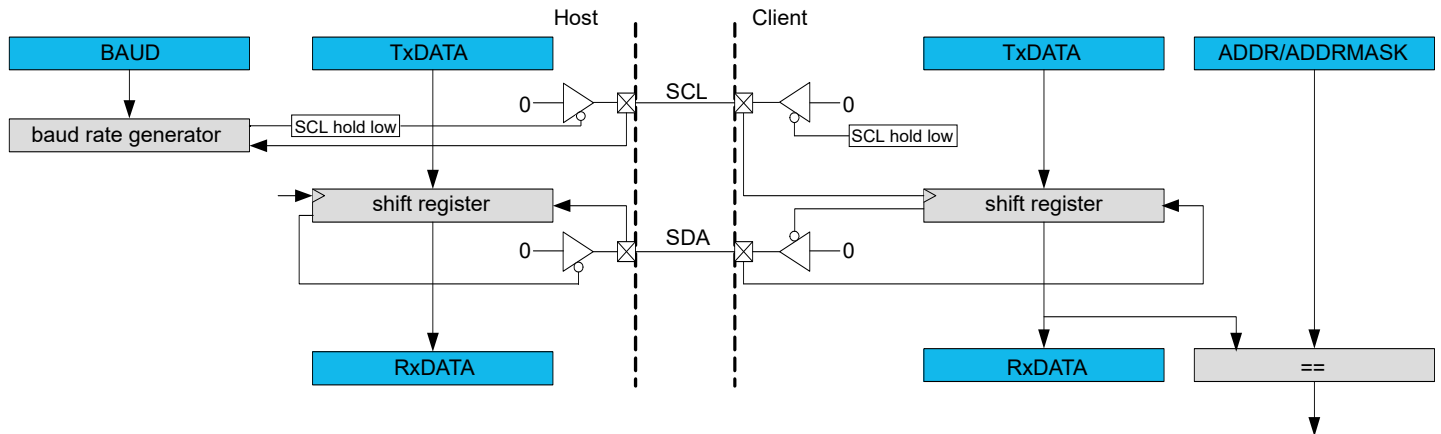 Host
Client
BAUD
TxDATA
TxDATA
ADDR/ADDRMASK
SCL
0
0
baud rate generator
SCL hold low
SCL hold low
shift register
shift register
SDA
0
0
RxDATA
RxDATA
==